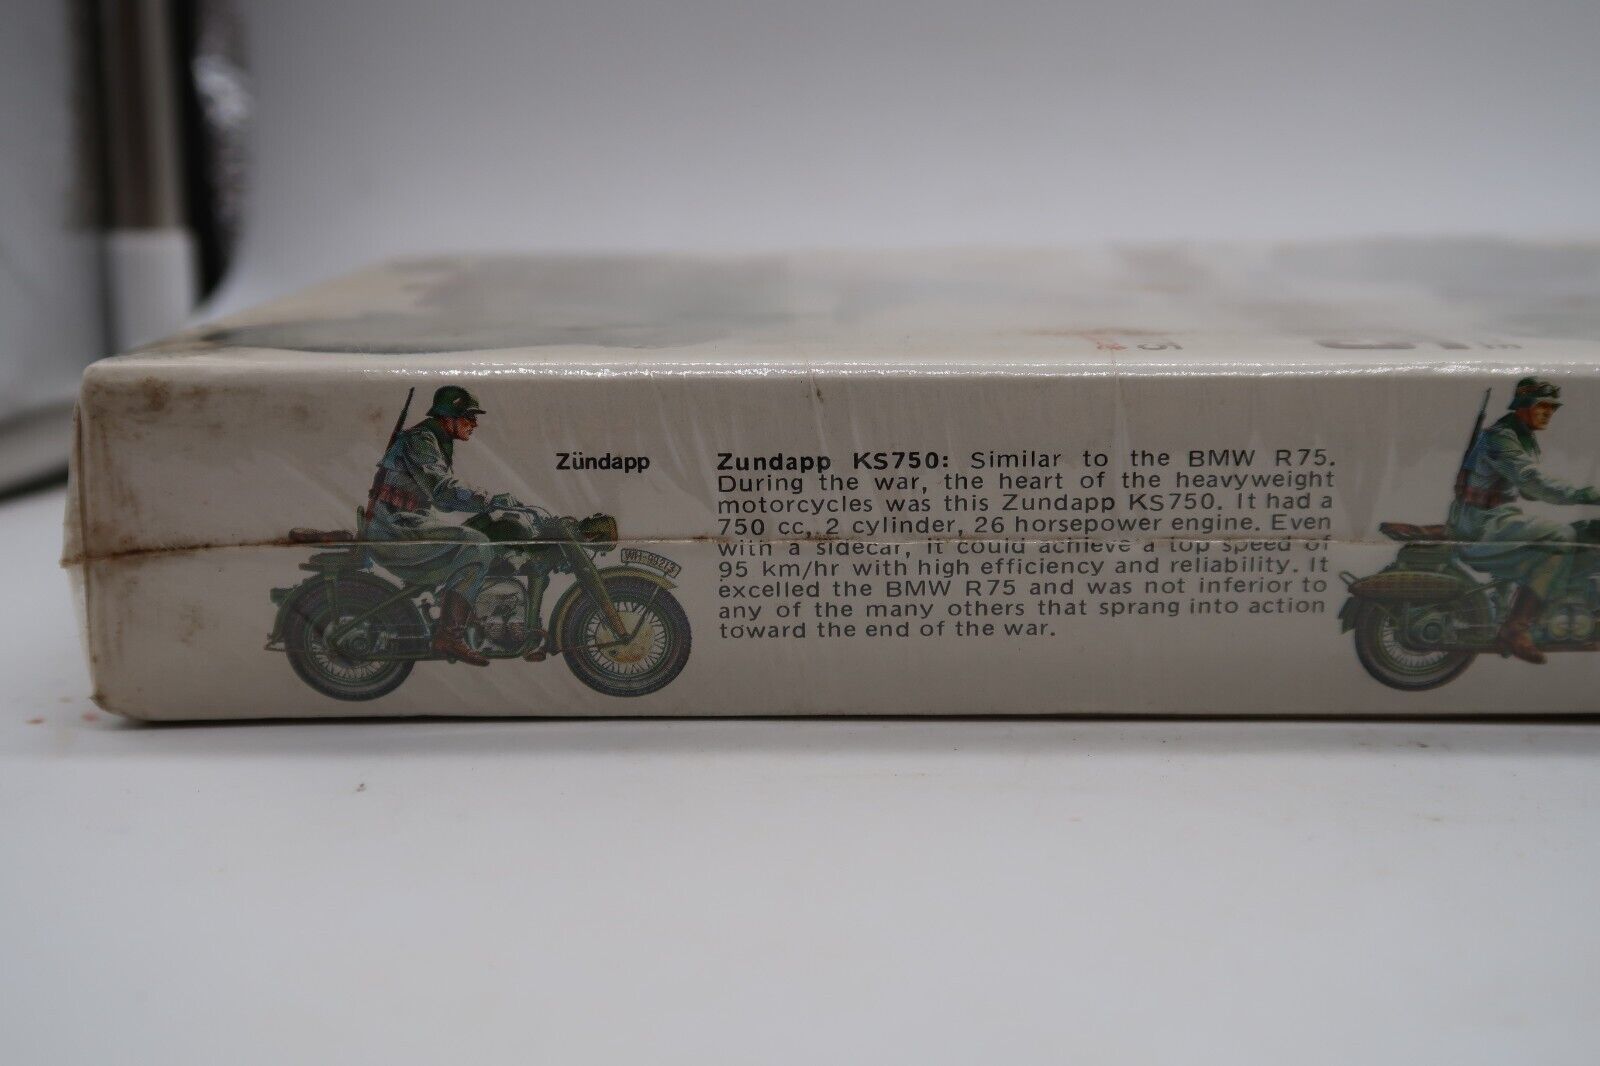 Zündapp
Zundapp KS750: Similar to the BMW R75.
During the war, the heart of the heavyweight
motorcycles was this Zundapp KS750. It had a
750 cc, 2 cylinder, 26 horsepower engine. Even
with a sidecar, it could achieve a top speed of
95 km/hr with high efficiency and reliability. It
excelled the BMW R75 and was not inferior to
any of the many others that sprang into action
toward the end of the war.